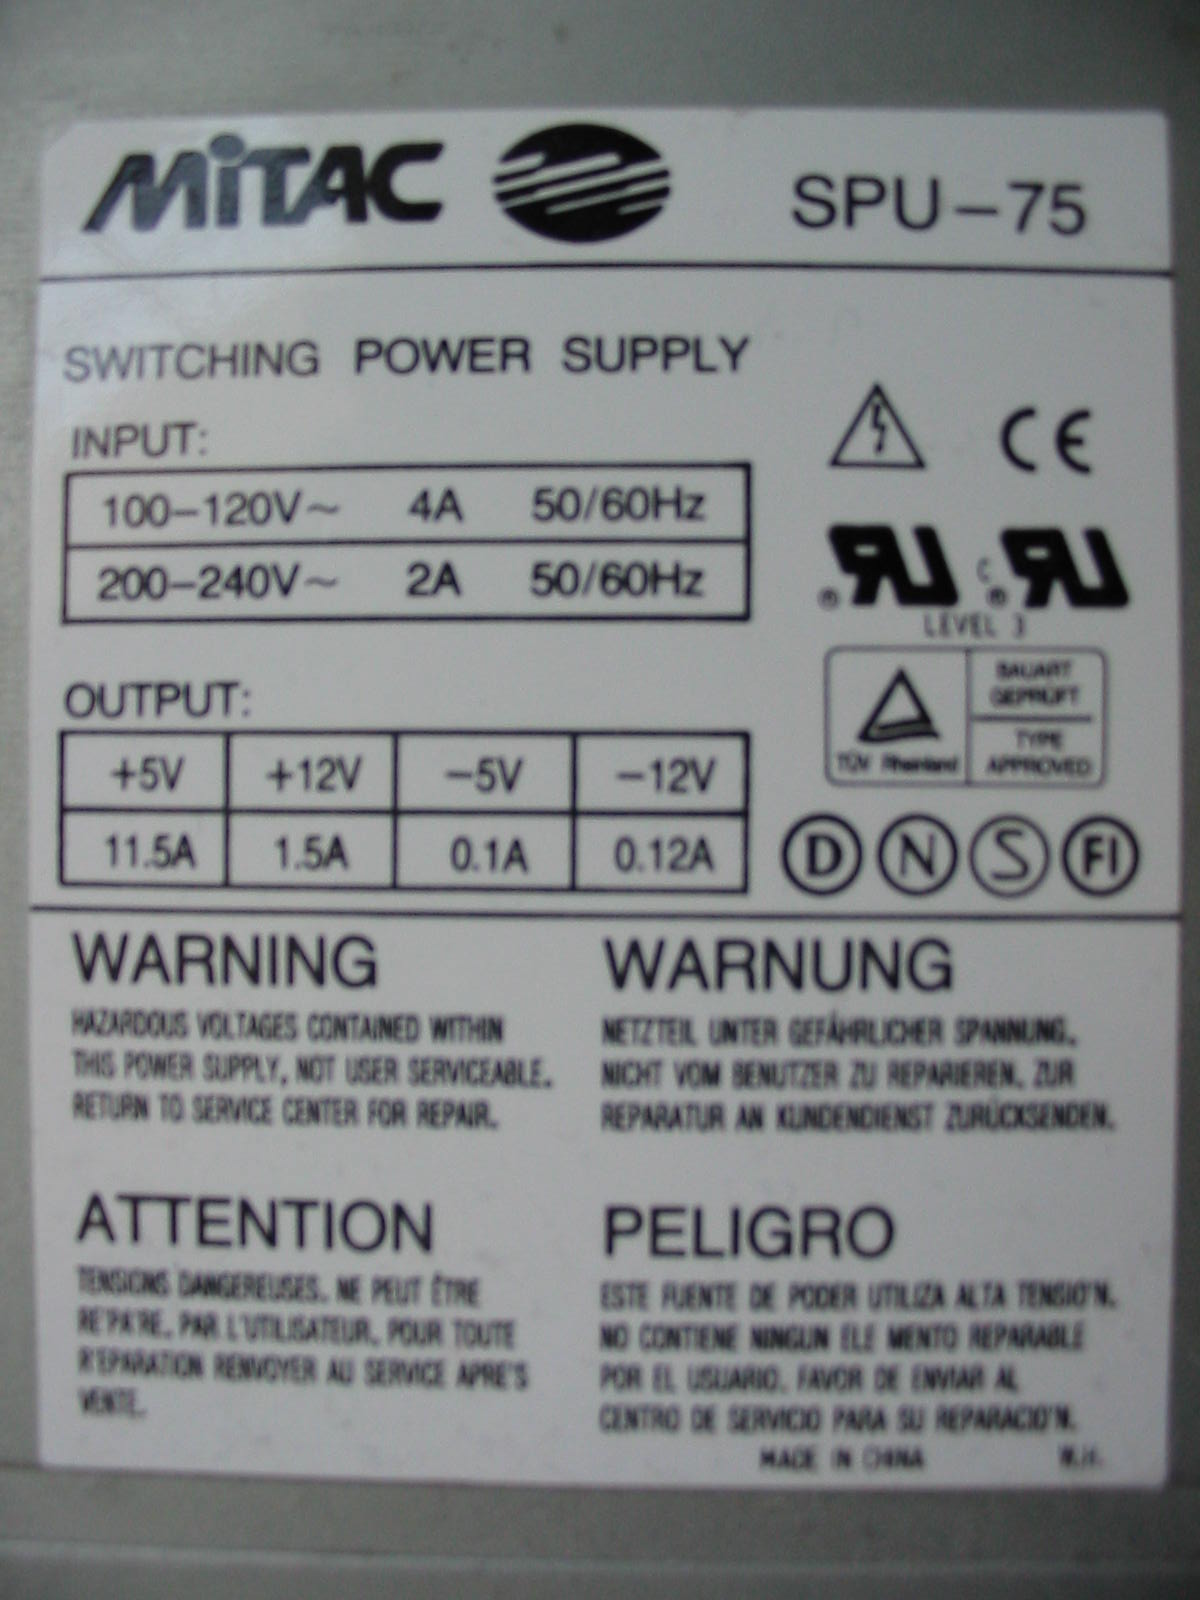 MiTAC SPU-75
SWITCHING POWER SUPPLY
INPUT:
100-120V~ 4A 50/60Hz
200-240V~ 2A 50/60Hz
CE
® RU c ® RU
LEVEL 3
BAUART
GEPRÜFT
TÜV Rheinland
TYPE
APPROVED
OUTPUT:
+5V +12V -5V -12V
11.5A 1.5A 0.1A 0.12A
D N S FI
WARNING
HAZARDOUS VOLTAGES CONTAINED WITHIN
THIS POWER SUPPLY, NOT USER SERVICEABLE.
RETURN TO SERVICE CENTER FOR REPAIR.
WARNUNG
NETZTEIL UNTER GEFÄHRLICHER SPANNUNG.
NICHT VOM BENUTZER ZU REPARIEREN. ZUR
REPARATUR AN KUNDENDIENST ZURÜCKSENDEN.
ATTENTION
TENSIONS DANGEREUSES. NE PEUT ÊTRE
RE'PA'RE. PAR L'UTILISATEUR. POUR TOUTE
R'EPARATION RENVOYER AU SERVICE APRE'S
VENTE.
PELIGRO
ESTE FUENTE DE PODER UTILIZA ALTA TENSIO'N.
NO CONTIENE NINGUN ELE MENTO REPARABLE
POR EL USUARIO. FAVOR DE ENVIAR AL
CENTRO DE SERVICIO PARA SU REPARACIO'N.
MADE IN CHINA